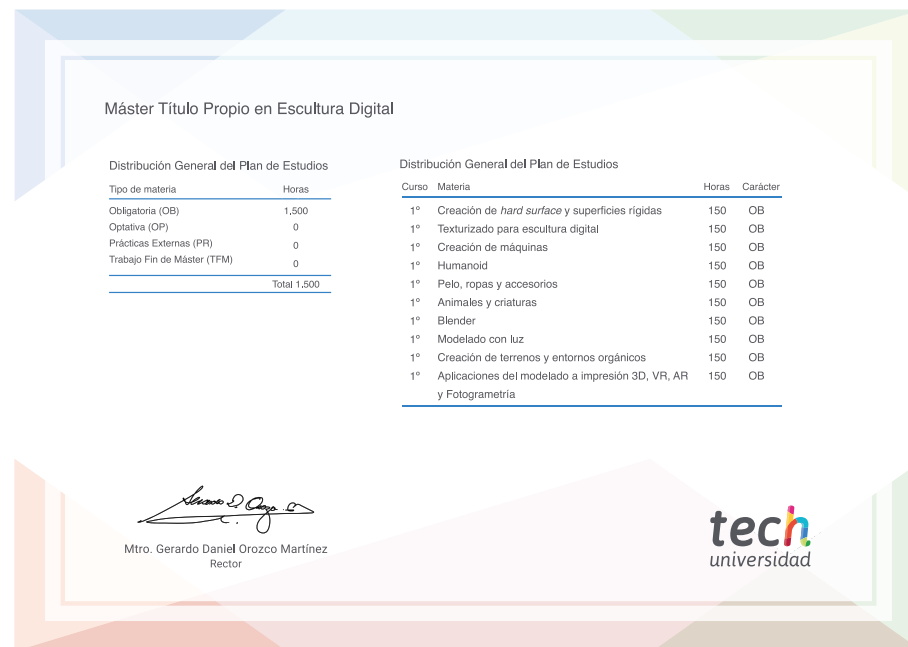 Máster Título Propio en Escultura Digital
Distribución General del Plan de Estudios
Tipo de materia Horas
Obligatoria (OB) 1,500
Optativa (OP) 0
Prácticas Externas (PR) 0
Trabajo Fin de Máster (TFM) 0
Total 1,500
Distribución General del Plan de Estudios
Curso Materia Horas Carácter
1º Creación de hard surface y superficies rígidas 150 OB
1º Texturizado para escultura digital 150 OB
1º Creación de máquinas 150 OB
1º Humanoid 150 OB
1º Pelo, ropas y accesorios 150 OB
1º Animales y criaturas 150 OB
1º Blender 150 OB
1º Modelado con luz 150 OB
1º Creación de terrenos y entornos orgánicos 150 OB
1º Aplicaciones del modelado a impresión 3D, VR, AR 150 OB
y Fotogrametría
Mtro. Gerardo Daniel Orozco Martínez
Rector
tech
universidad